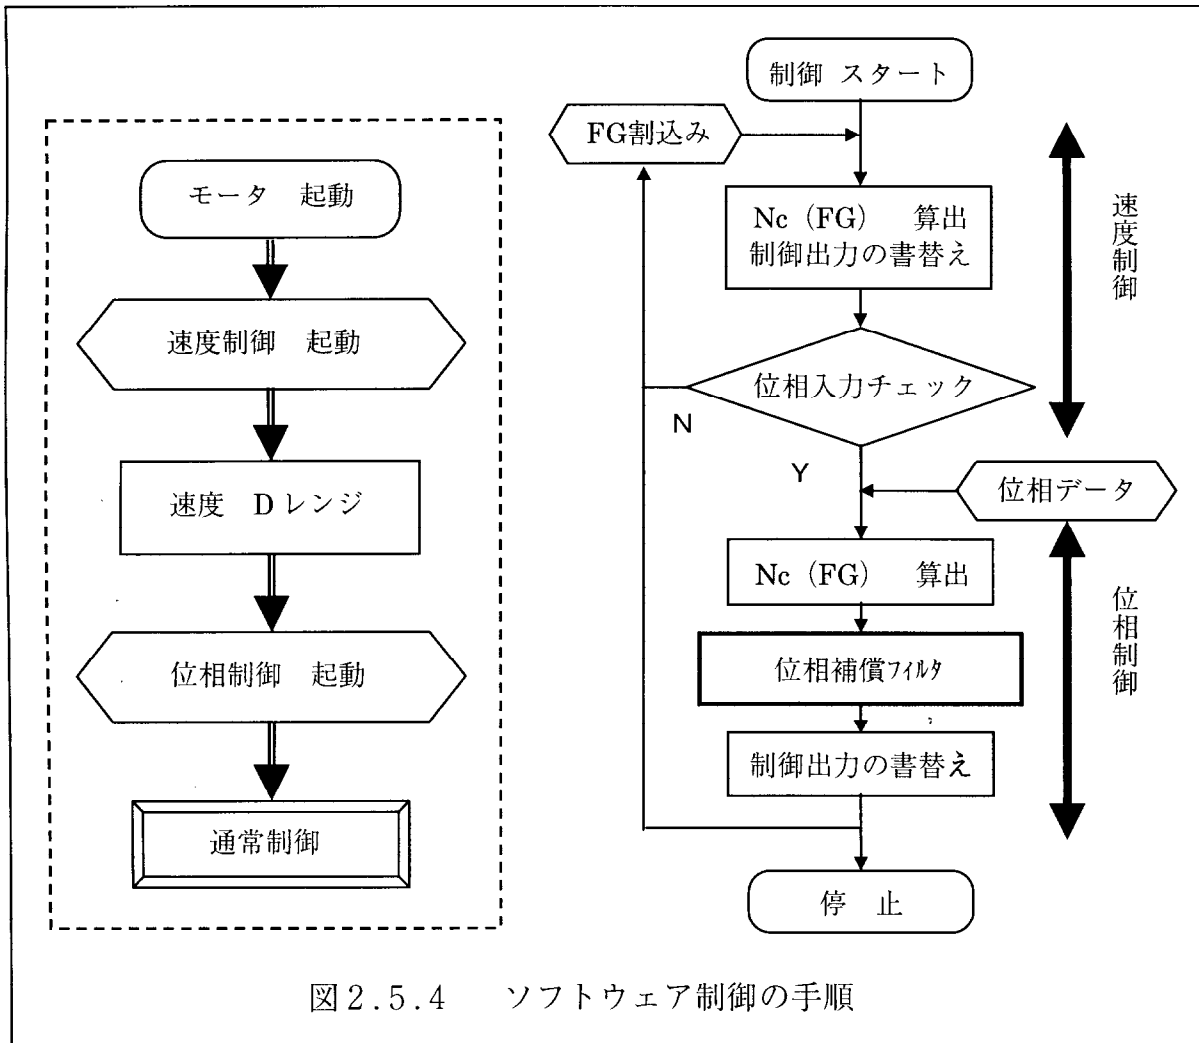 モータ 起動
速度制御 起動
速度 Dレンジ
位相制御 起動
通常制御
制御 スタート
FG割込み
Nc (FG) 算出
制御出力の書替え
位相入力チェック
N
Y
位相データ
Nc (FG) 算出
位相補償フィルタ
制御出力の書替え
停 止
速度制御
位相制御
図2.5.4 ソフトウェア制御の手順